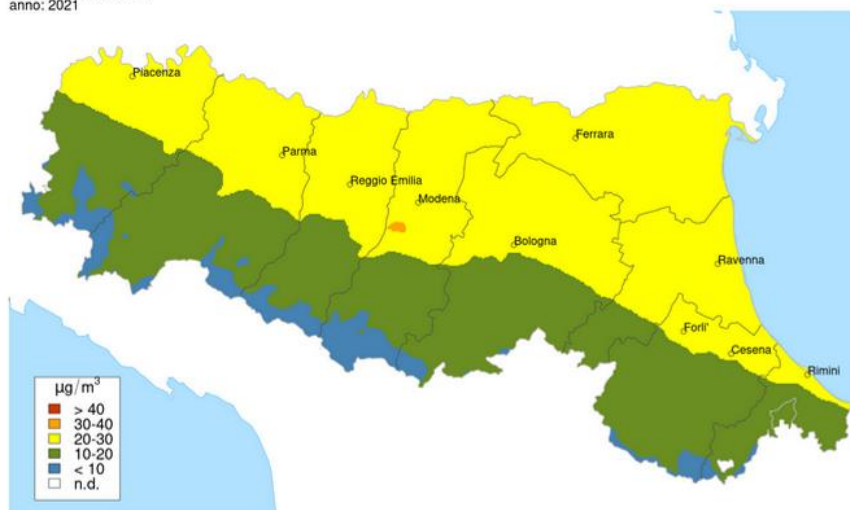 anno: 2021
Piacenza
Parma
Reggio Emilia
Modena
Ferrara
Bologna
Ravenna
Forli'
Cesena
Rimini
µg/m³
> 40
30-40
20-30
10-20
< 10
n.d.